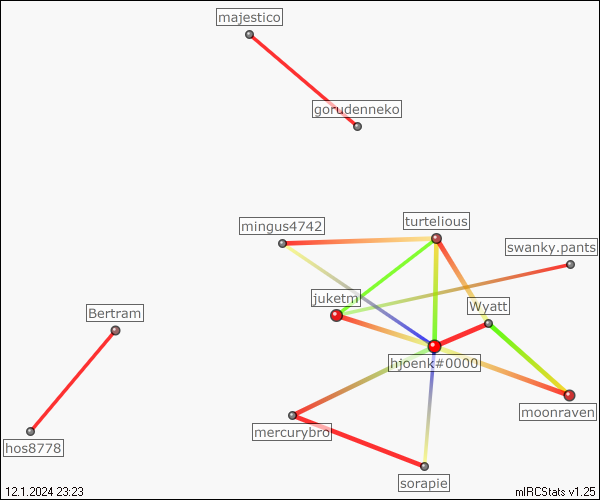 majestico
gorudenneko
mingus4742
turtelious
swanky.pants
juketm
Wyatt
Bertram
hjoenk#0000
moonraven
mercurybro
hos8778
sorapie
12.1.2024 23:23
mIRCStats v1.25